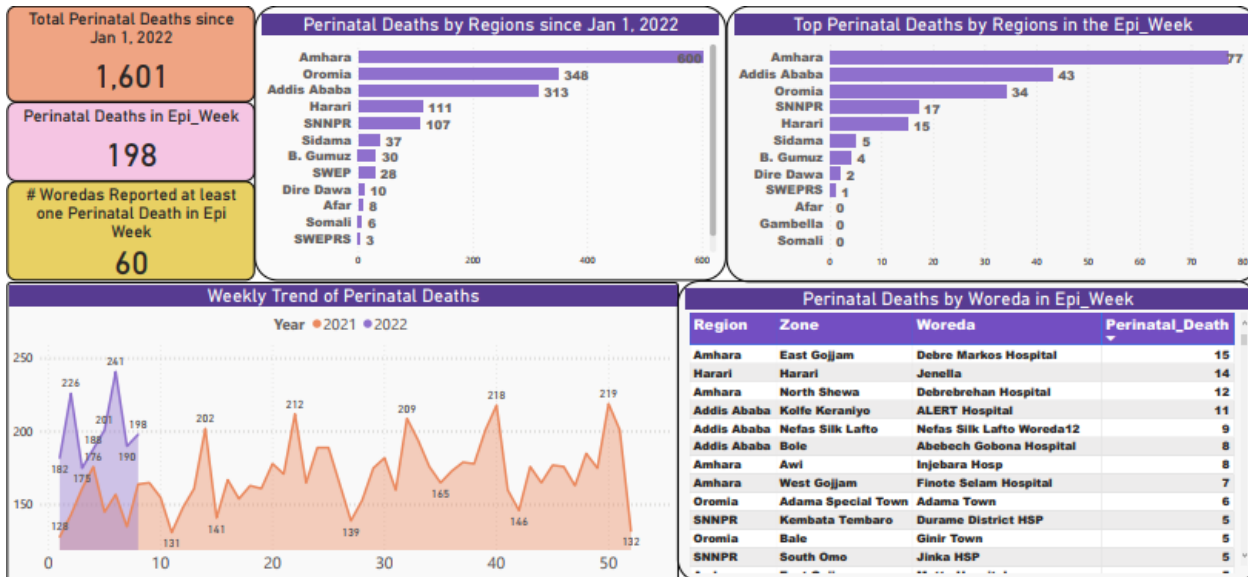 Total Perinatal Deaths since
Jan 1, 2022
1,601
Perinatal Deaths in Epi_Week
198
# Woredas Reported at least
one Perinatal Death in Epi
Week
60
Perinatal Deaths by Regions since Jan 1, 2022
Amhara 600
Oromia 348
Addis Ababa 313
Harari 111
SNNPR 107
Sidama 37
B. Gumuz 30
SWEP 28
Dire Dawa 10
Afar 8
Somali 6
SWEPRS 3
0 200 400 600
Top Perinatal Deaths by Regions in the Epi_Week
Amhara 77
Addis Ababa 43
Oromia 34
SNNPR 17
Harari 15
Sidama 5
B. Gumuz 4
Dire Dawa 2
SWEPRS 1
Afar 0
Gambella 0
Somali 0
0 10 20 30 40 50 60 70 80
Weekly Trend of Perinatal Deaths
Year 2021 2022
250
200
150
241
226
201
188
198
182
175
176
190
128
131
202
141
212
139
209
165
218
146
219
132
0 10 20 30 40 50
Perinatal Deaths by Woreda in Epi_Week
Region Zone Woreda Perinatal_Death
Amhara East Gojjam Debre Markos Hospital 15
Harari Harari Jenella 14
Amhara North Shewa Debrebrehan Hospital 12
Addis Ababa Kolfe Keraniyo ALERT Hospital 11
Addis Ababa Nefas Silk Lafto Nefas Silk Lafto Woreda12 9
Addis Ababa Bole Abebech Gobona Hospital 8
Amhara Awi Injebara Hosp 8
Amhara West Gojjam Finote Selam Hospital 7
Oromia Adama Special Town Adama Town 6
SNNPR Kembata Tembaro Durame District HSP 5
Oromia Bale Ginir Town 5
SNNPR South Omo Jinka HSP 5